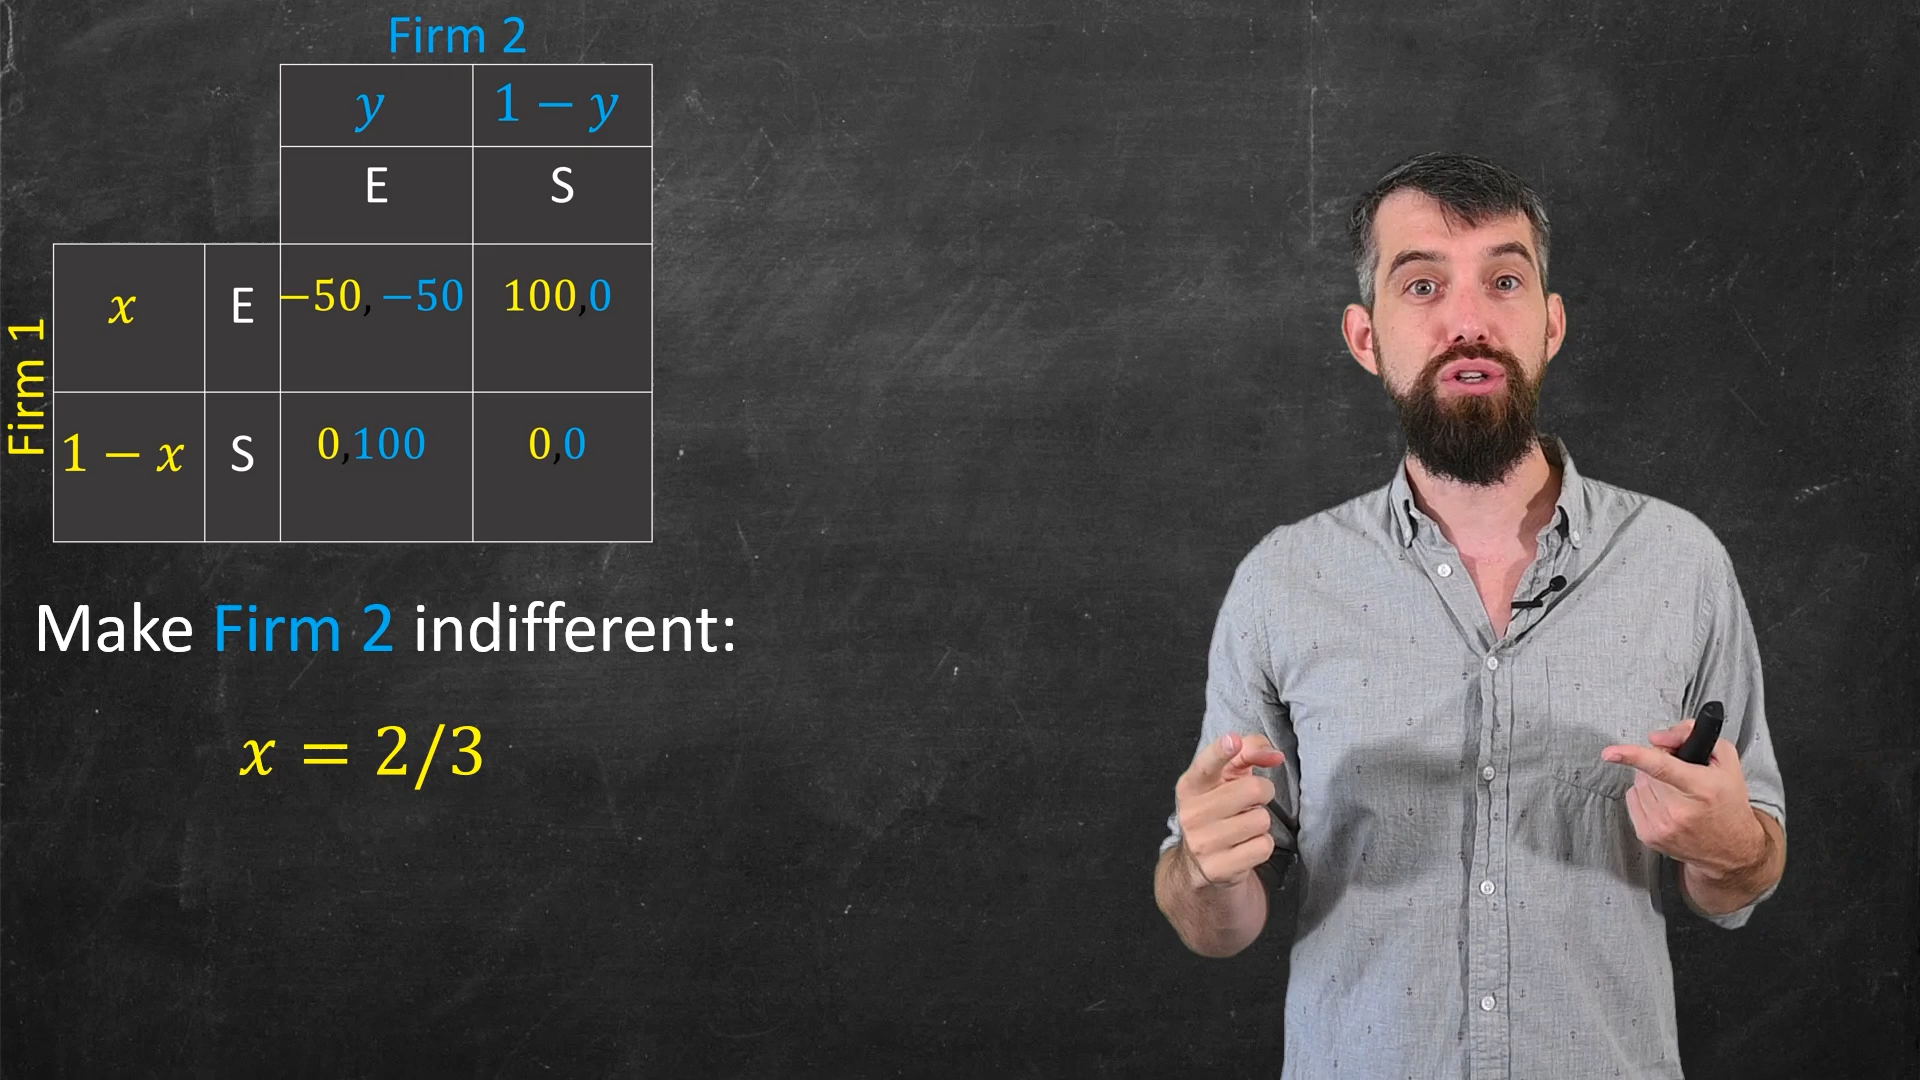 Firm 2
y 1 − y
E S
Firm 1
x E −50, −50 100,0
1 − x S 0,100 0,0
Make Firm 2 indifferent:
x = 2/3